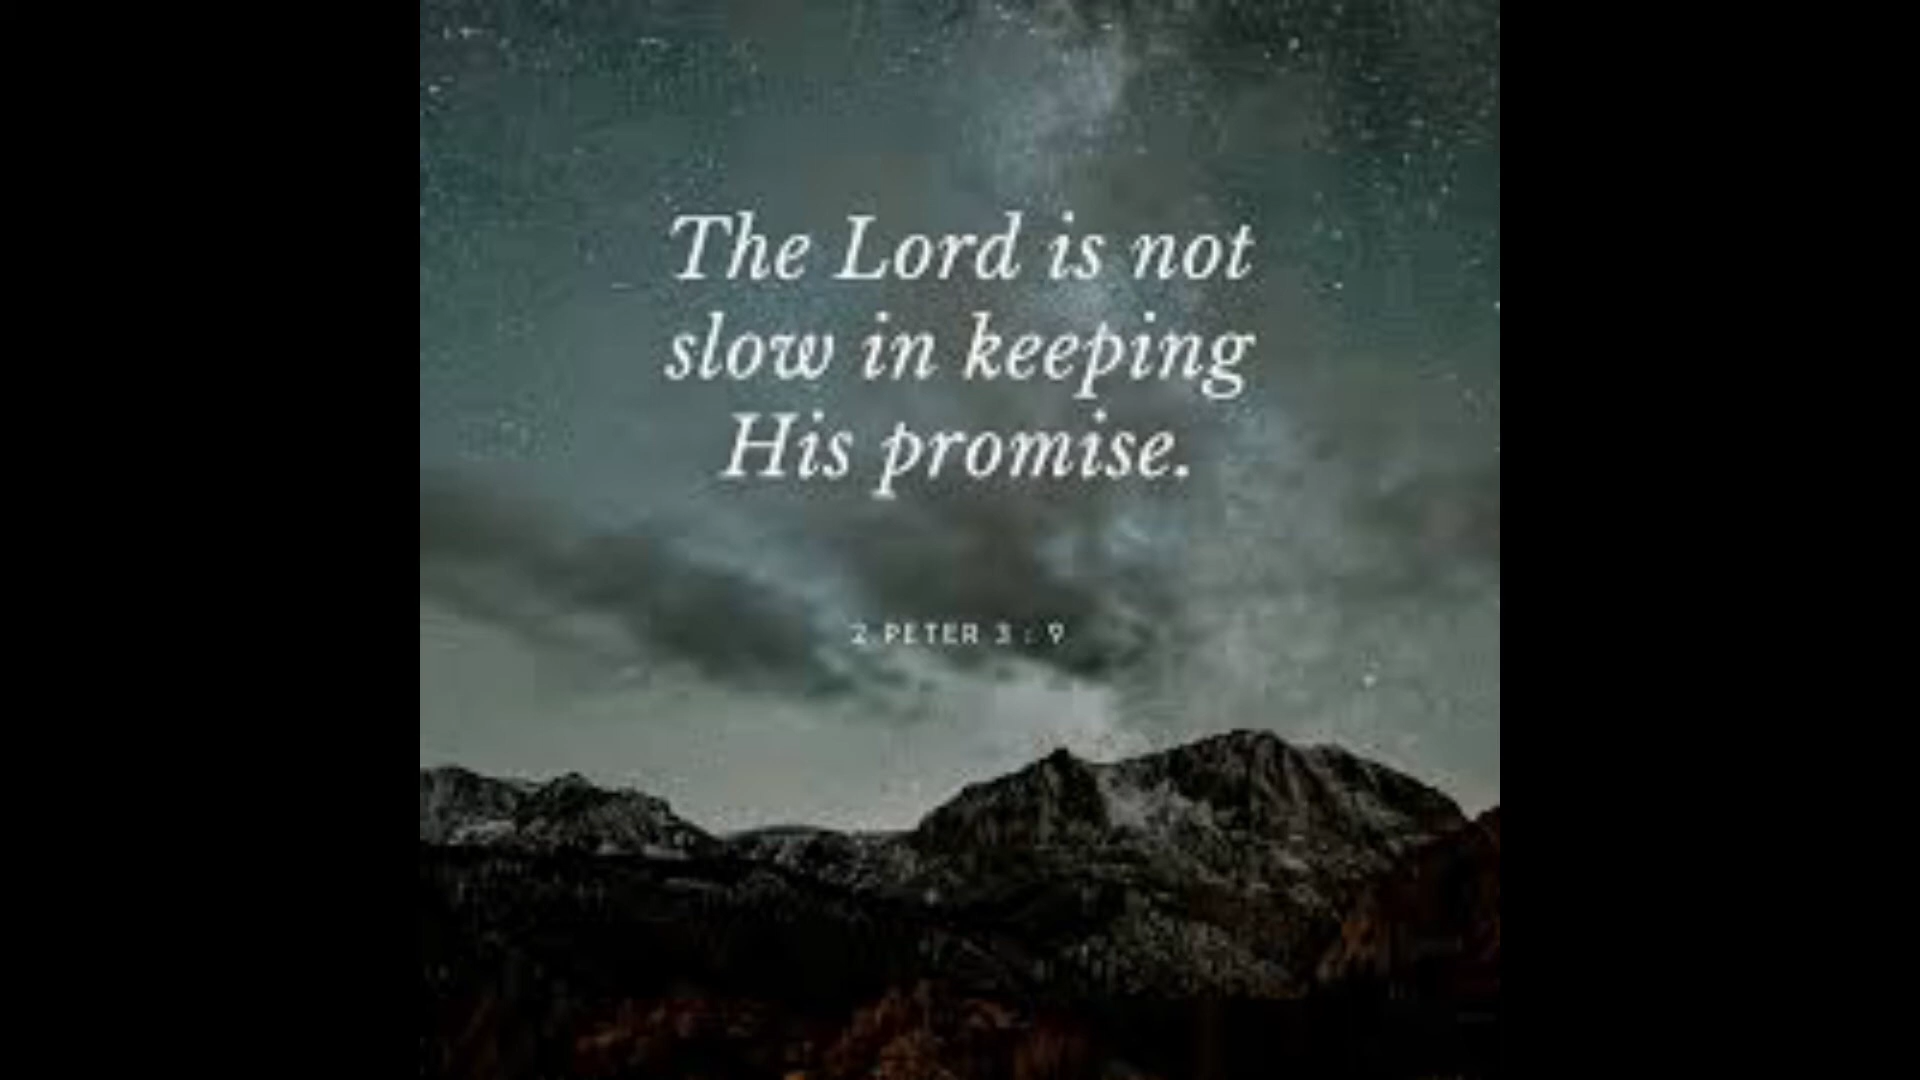 The Lord is not
slow in keeping
His promise.
2 PETER 3 : 9